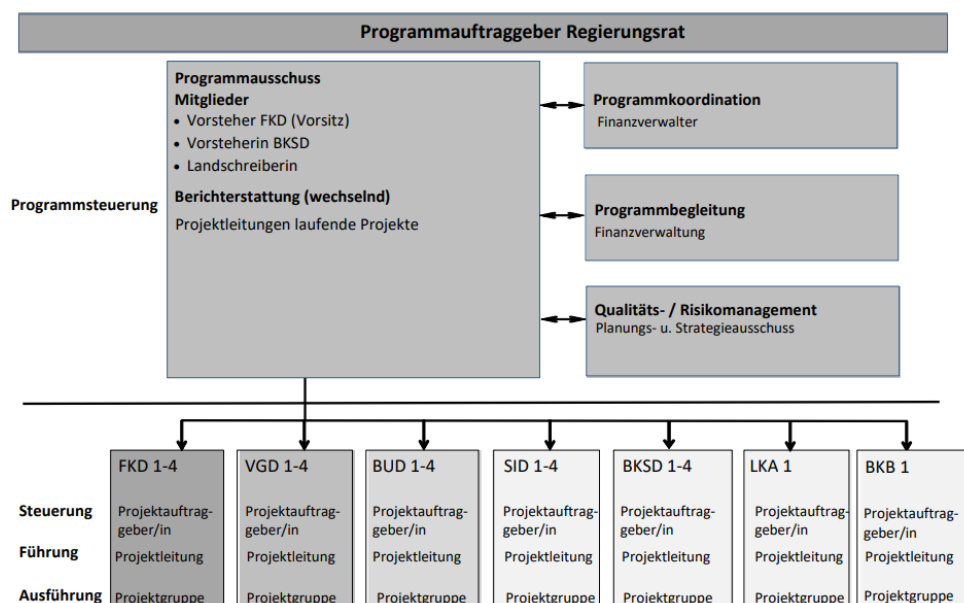 Programmauftraggeber Regierungsrat
Programmsteuerung
Programmausschuss
Mitglieder
• Vorsteher FKD (Vorsitz)
• Vorsteherin BKSD
• Landschreiberin
Berichterstattung (wechselnd)
Projektleitungen laufende Projekte
Programmkoordination
Finanzverwalter
Programmbegleitung
Finanzverwaltung
Qualitäts- / Risikomanagement
Planungs- u. Strategieausschuss
FKD 1-4 VGD 1-4 BUD 1-4 SID 1-4 BKSD 1-4 LKA 1 BKB 1
Steuerung Projektauftrag- Projektauftrag- Projektauftrag- Projektauftrag- Projektauftrag- Projektauftrag- Projektauftrag-
geber/in geber/in geber/in geber/in geber/in geber/in geber/in
Führung Projektleitung Projektleitung Projektleitung Projektleitung Projektleitung Projektleitung Projektleitung
Ausführung Projektgruppe Projektgruppe Projektgruppe Projektgruppe Projektgruppe Projektgruppe Projektgruppe